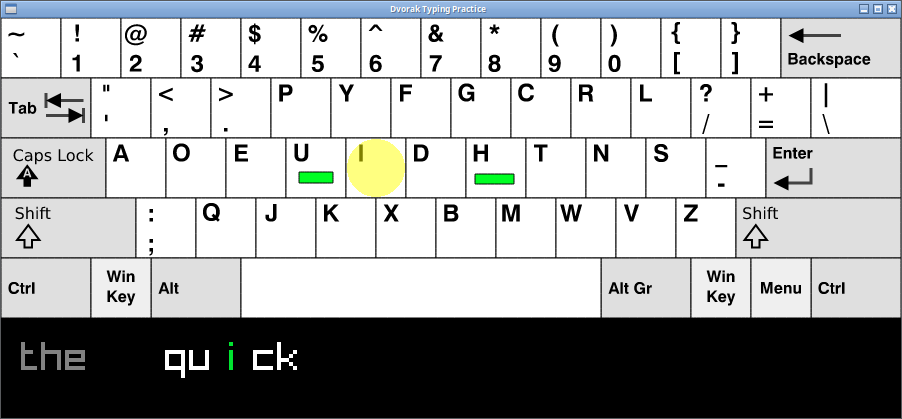 Dvorak Typing Practice
~ ! @ # $ % ^ & * ( ) { }
` 1 2 3 4 5 6 7 8 9 0 [ ] Backspace
Tab " < > P Y F G C R L ? + |
' , . / = \
Caps Lock A O E U I D H T N S _ Enter
A -
Shift : Q J K X B M W V Z Shift
;
Ctrl Win Key Alt Alt Gr Win Key Menu Ctrl
the quick